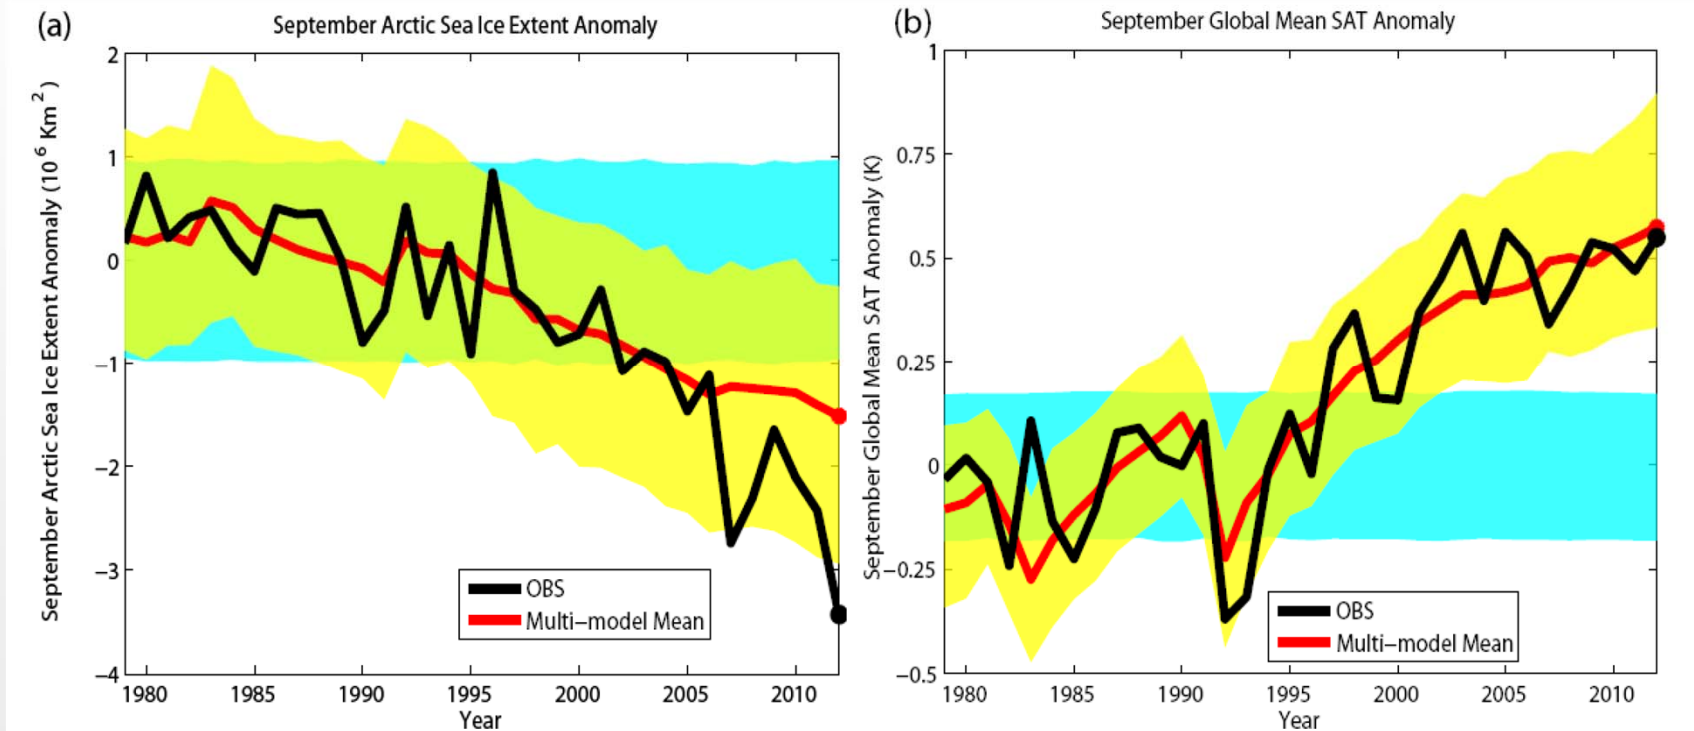 (a)
September Arctic Sea Ice Extent Anomaly
September Arctic Sea Ice Extent Anomaly (10⁶ Km²)
2
1
0
−1
−2
−3
−4
OBS
Multi−model Mean
1980 1985 1990 1995 2000 2005 2010
Year
(b)
September Global Mean SAT Anomaly
September Global Mean SAT Anomaly (K)
1
0.75
0.5
0.25
0
−0.25
−0.5
OBS
Multi−model Mean
1980 1985 1990 1995 2000 2005 2010
Year